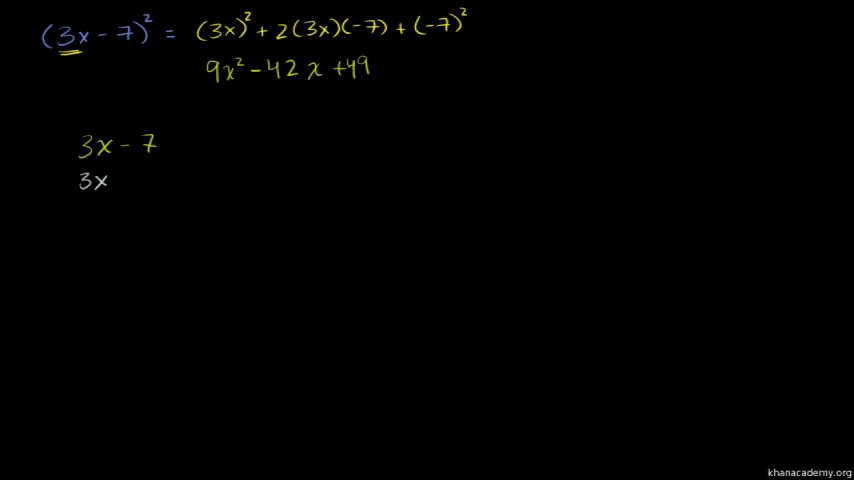 (3x - 7)² = (3x)² + 2(3x)(-7) + (-7)²
9x² - 42x + 49
3x - 7
3x
khanacademy.org